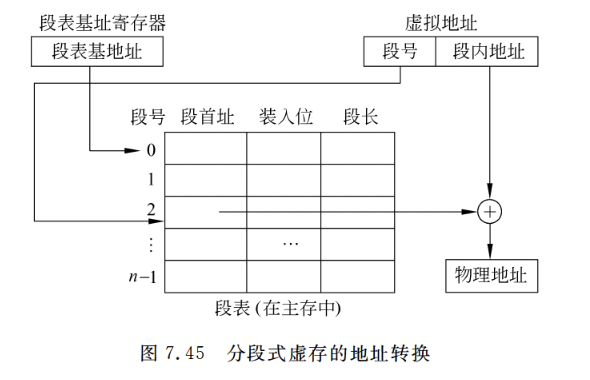 段表基址寄存器
虚拟地址
段表基地址
段号 段内地址
段号 段首址 装入位 段长
0
1
2
⋮ …
n−1
物理地址
段表(在主存中)
图 7.45 分段式虚存的地址转换